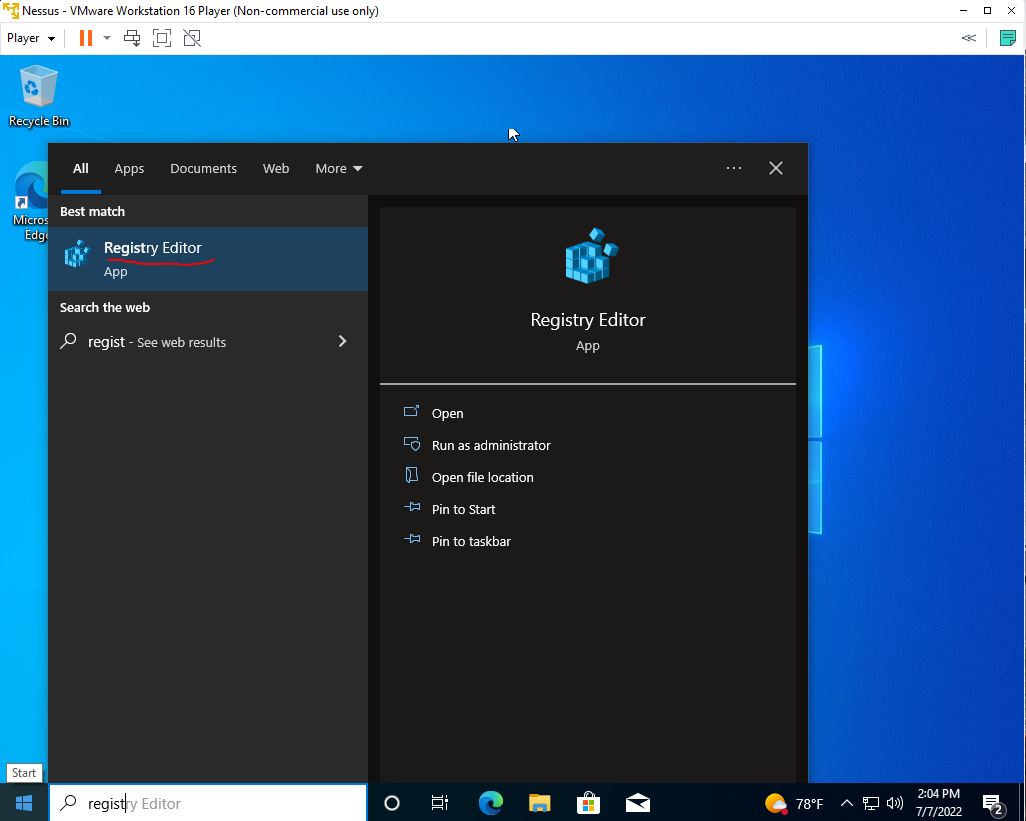 Nessus - VMware Workstation 16 Player (Non-commercial use only)
Player
Recycle Bin
Micros
Edge
All Apps Documents Web More
Best match
Registry Editor
App
Search the web
regist - See web results
Registry Editor
App
Open
Run as administrator
Open file location
Pin to Start
Pin to taskbar
Start
registry Editor
78°F
2:04 PM
7/7/2022
2